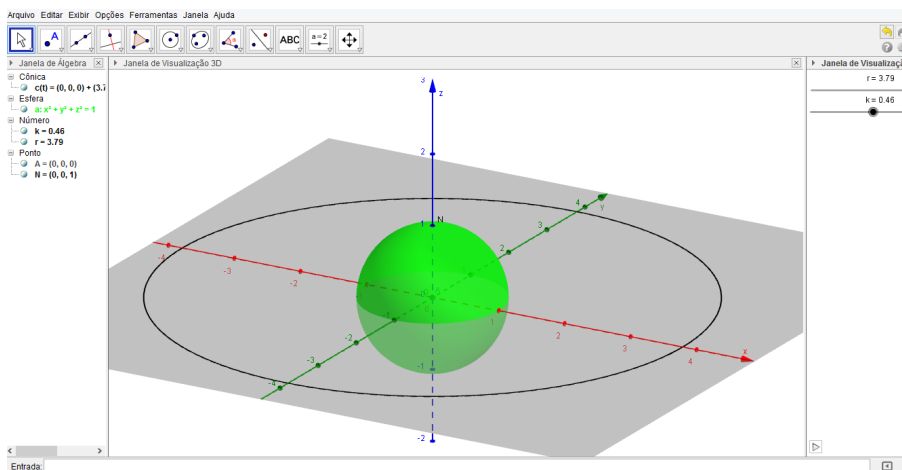 Arquivo Editar Exibir Opções Ferramentas Janela Ajuda
A ABC a=2
Janela de Álgebra
Janela de Visualização 3D
Janela de Visualizaçã
Cônica
c(t) = (0, 0, 0) + (3.7
Esfera
a: x² + y² + z² = 1
Número
k = 0.46
r = 3.79
Ponto
A = (0, 0, 0)
N = (0, 0, 1)
3
z
2
1 N
-1
-2
-4 -3 -2 1 2 3 4 x
-4 -3 -2 -1 2 3 4 Y
r = 3.79
k = 0.46
Entrada: